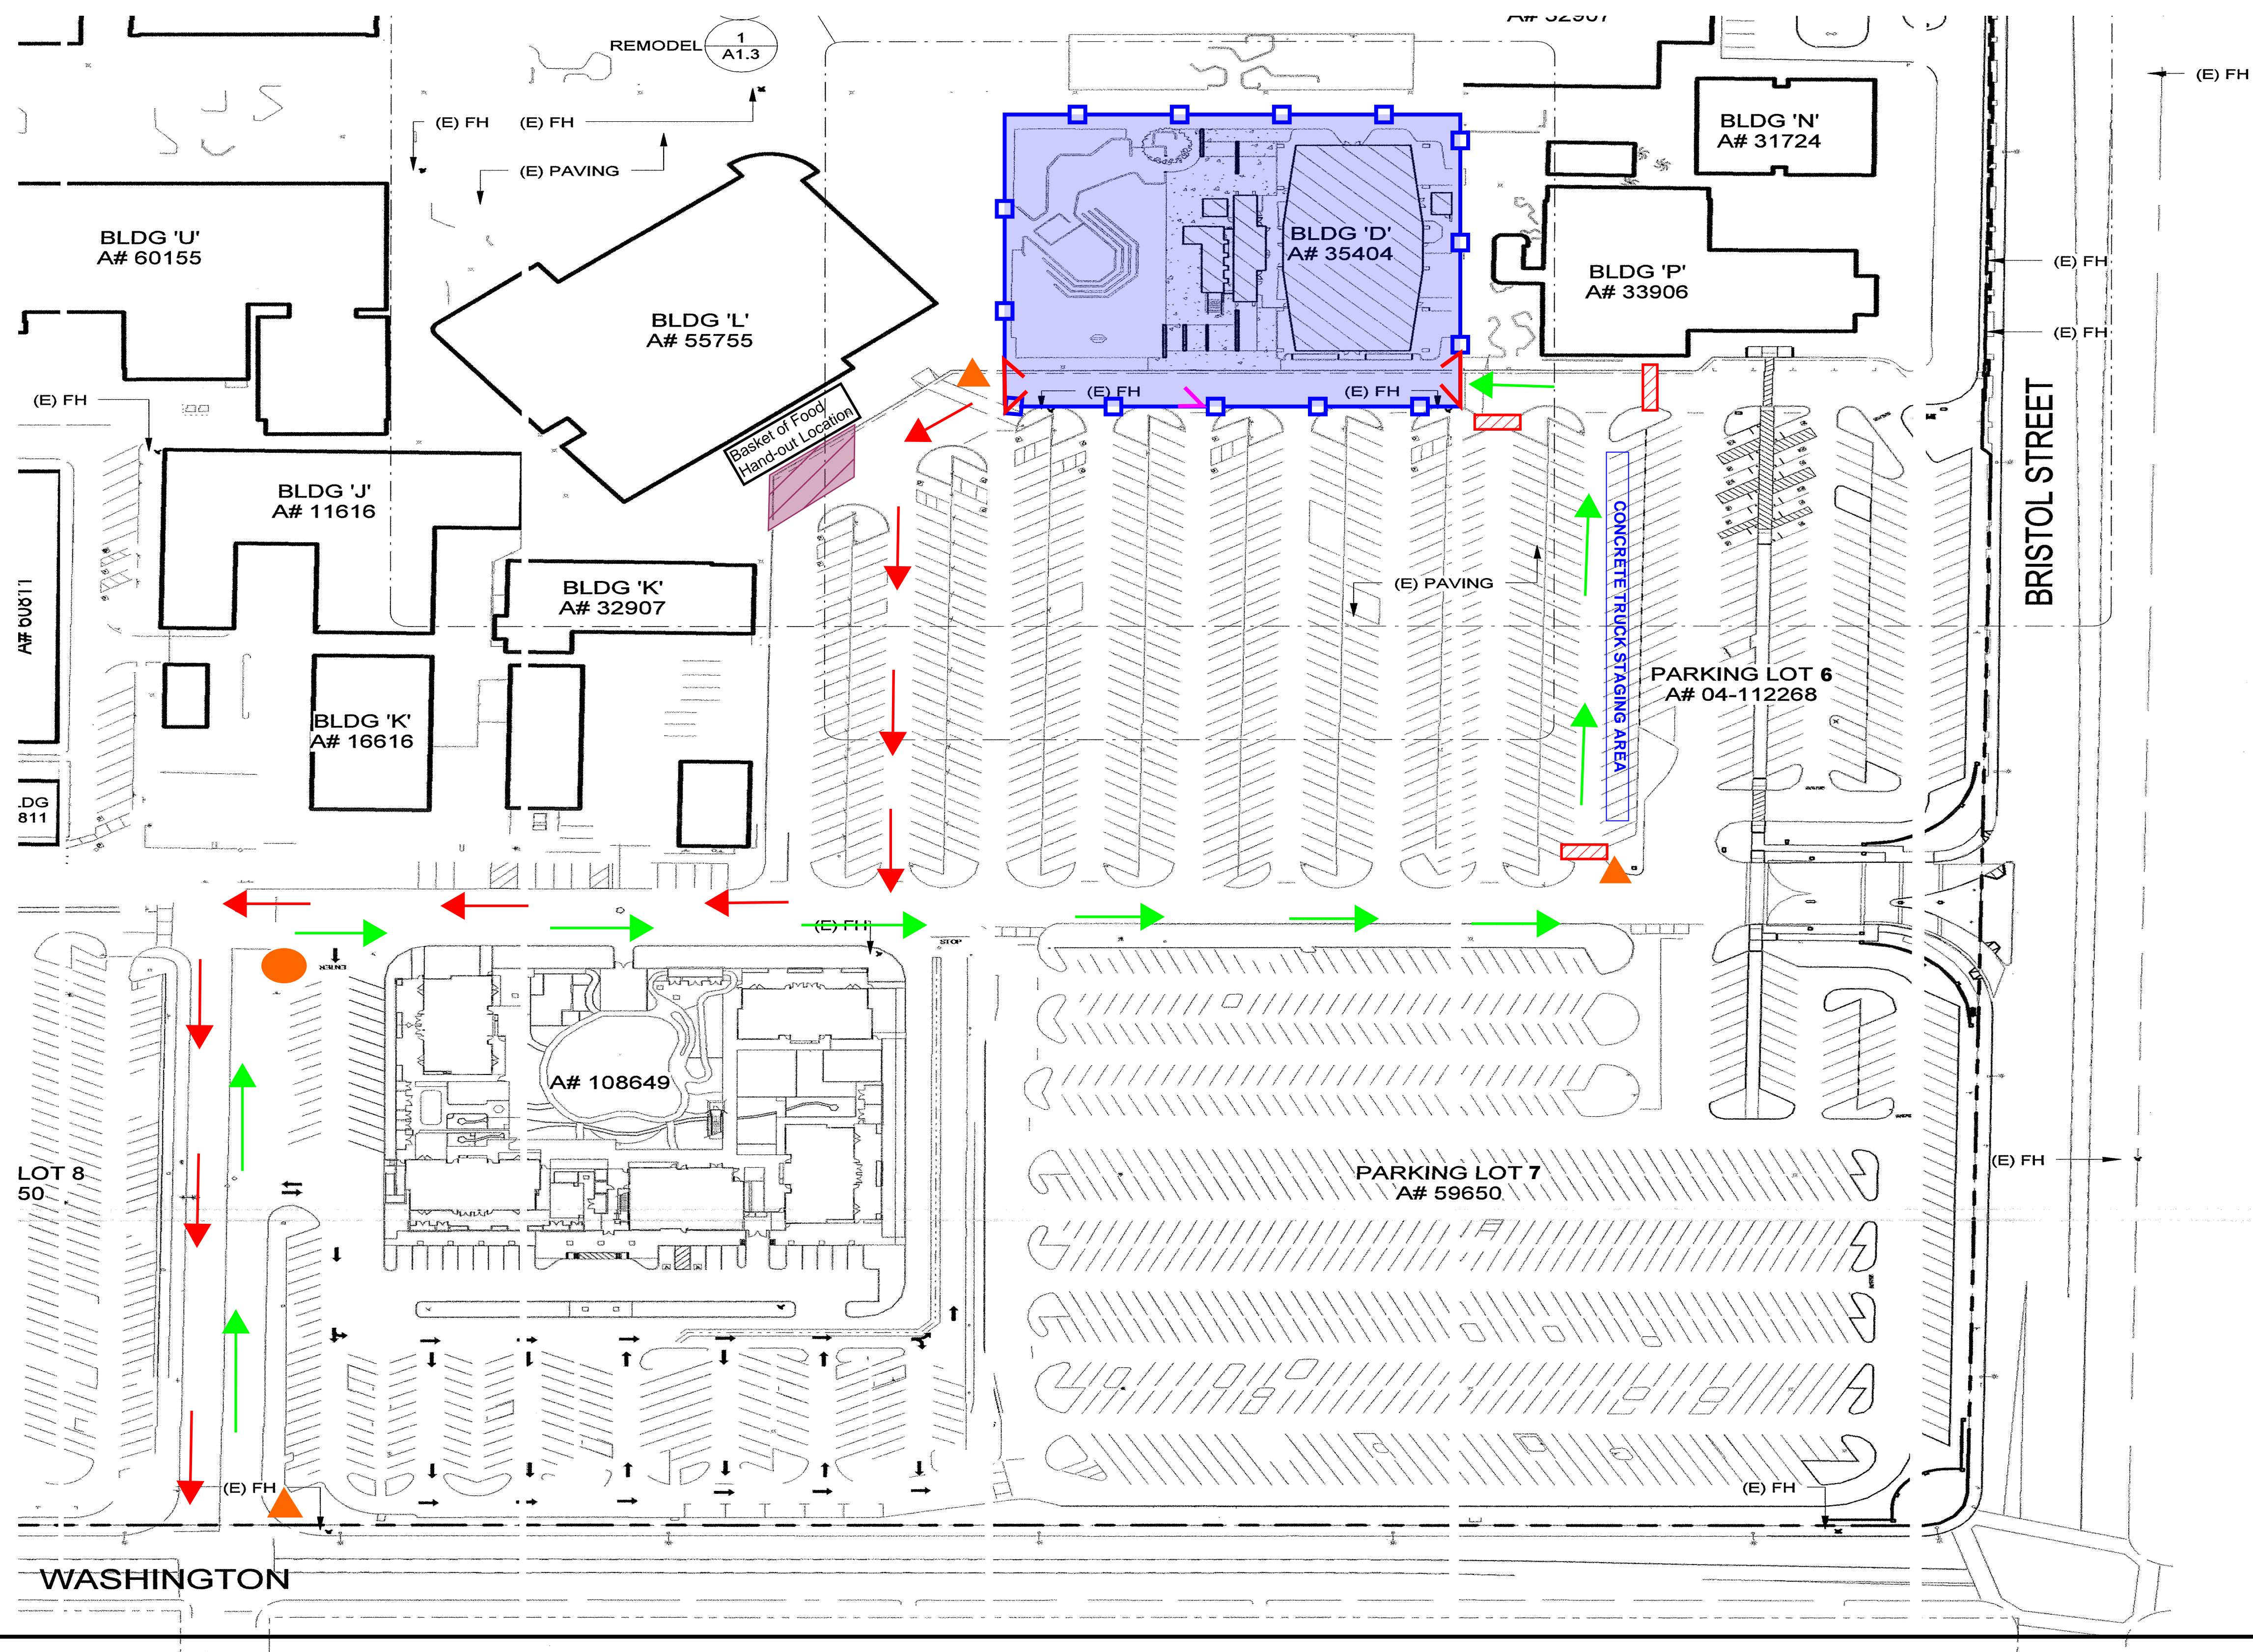 REMODEL
1
A1.3
(E) FH
(E) FH
(E) FH
(E) PAVING
BLDG 'N'
A# 31724
BLDG 'U'
A# 60155
BLDG 'D'
A# 35404
BLDG 'P'
A# 33906
(E) FH
(E) FH
BLDG 'L'
A# 55755
(E) FH
(E) FH
(E) FH
Basket of Food/
Hand-out Location
BRISTOL STREET
BLDG 'J'
A# 11616
CONCRETE TRUCK STAGING AREA
(E) PAVING
BLDG 'K'
A# 32907
PARKING LOT 6
A# 04-112268
BLDG 'K'
A# 16616
811
(E) FH
STOP
ENTER
A# 108649
LOT 8
50
PARKING LOT 7
A# 59650
(E) FH
(E) FH
(E) FH
WASHINGTON